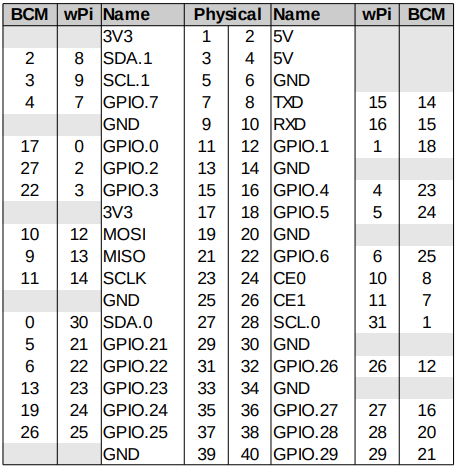 BCM wPi Name Physical Name wPi BCM
3V3 1 2 5V
2 8 SDA.1 3 4 5V
3 9 SCL.1 5 6 GND
4 7 GPIO.7 7 8 TXD 15 14
GND 9 10 RXD 16 15
17 0 GPIO.0 11 12 GPIO.1 1 18
27 2 GPIO.2 13 14 GND
22 3 GPIO.3 15 16 GPIO.4 4 23
3V3 17 18 GPIO.5 5 24
10 12 MOSI 19 20 GND
9 13 MISO 21 22 GPIO.6 6 25
11 14 SCLK 23 24 CE0 10 8
GND 25 26 CE1 11 7
0 30 SDA.0 27 28 SCL.0 31 1
5 21 GPIO.21 29 30 GND
6 22 GPIO.22 31 32 GPIO.26 26 12
13 23 GPIO.23 33 34 GND
19 24 GPIO.24 35 36 GPIO.27 27 16
26 25 GPIO.25 37 38 GPIO.28 28 20
GND 39 40 GPIO.29 29 21